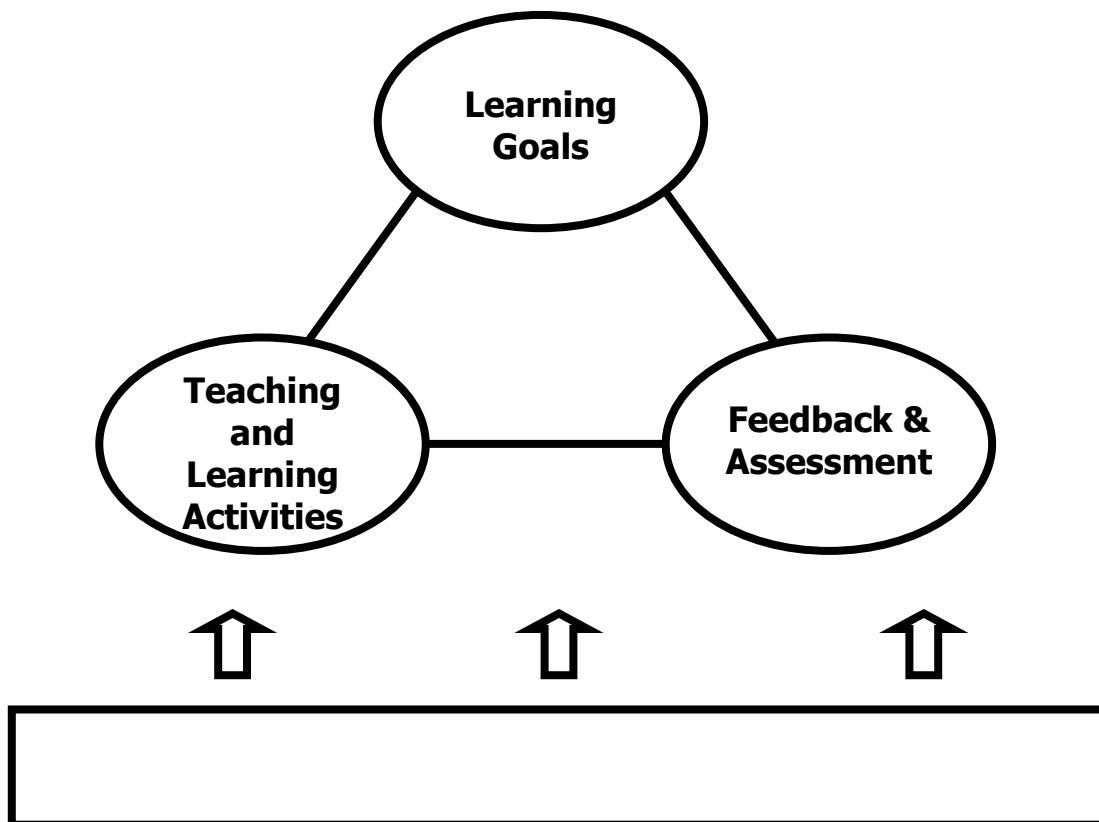 Learning
Goals
Teaching
and
Learning
Activities
Feedback &
Assessment